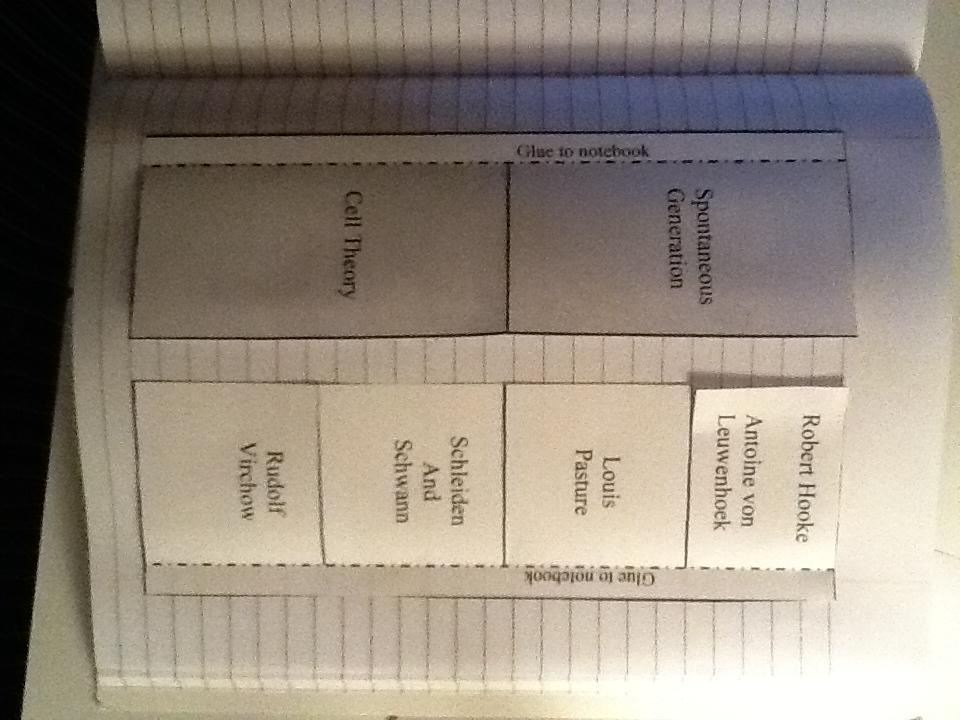 Glue to notebook
Spontaneous
Generation
Cell Theory
Robert Hooke
Antoine von
Leuwenhoek
Louis
Pasture
Schleiden
And
Schwann
Rudolf
Virchow
Glue to notebook